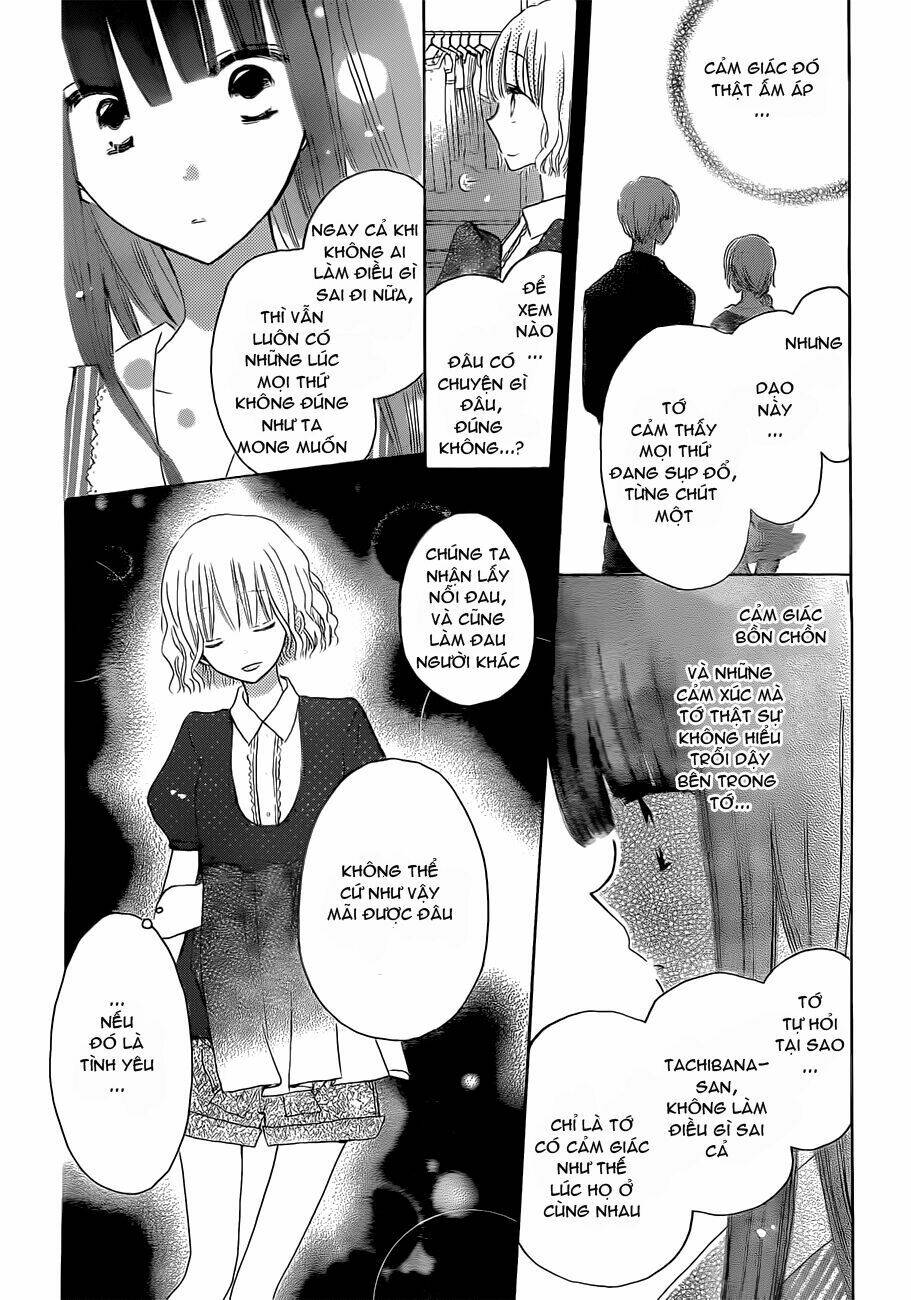 CẢM GIÁC ĐÓ
THẬT ẤM ÁP
...
NHƯNG
DẠO
NÀY
...
TỚ
CẢM THẤY
MỌI THỨ
ĐANG SỤP ĐỔ,
TỪNG CHÚT
MỘT
CẢM GIÁC
BỒN CHỒN
VÀ NHỮNG
CẢM XÚC MÀ
TỚ THẬT SỰ
KHÔNG HIỂU
TRỖI DẬY
BÊN TRONG
TỚ...
TỚ
TỰ HỎI
TẠI SAO
...
TACHIBANA-
SAN,
KHÔNG LÀM
ĐIỀU GÌ SAI
CẢ
CHỈ LÀ TỚ
CÓ CẢM GIÁC
NHƯ THẾ
LÚC HỌ Ở
CÙNG NHAU
ĐỂ
XEM
NÀO
...
ĐÂU CÓ
CHUYỆN GÌ
ĐÂU,
ĐÚNG
KHÔNG...?
NGAY CẢ KHI
KHÔNG AI
LÀM ĐIỀU GÌ
SAI ĐI NỮA,
THÌ VẪN
LUÔN CÓ
NHỮNG LÚC
MỌI THỨ
KHÔNG ĐÚNG
NHƯ TA
MONG MUỐN
CHÚNG TA
NHẬN LẤY
NỖI ĐAU,
VÀ CŨNG
LÀM ĐAU
NGƯỜI KHÁC
KHÔNG THỂ
CỨ NHƯ VẬY
MÃI ĐƯỢC ĐÂU
...
NẾU
ĐÓ LÀ
TÌNH YÊU
...